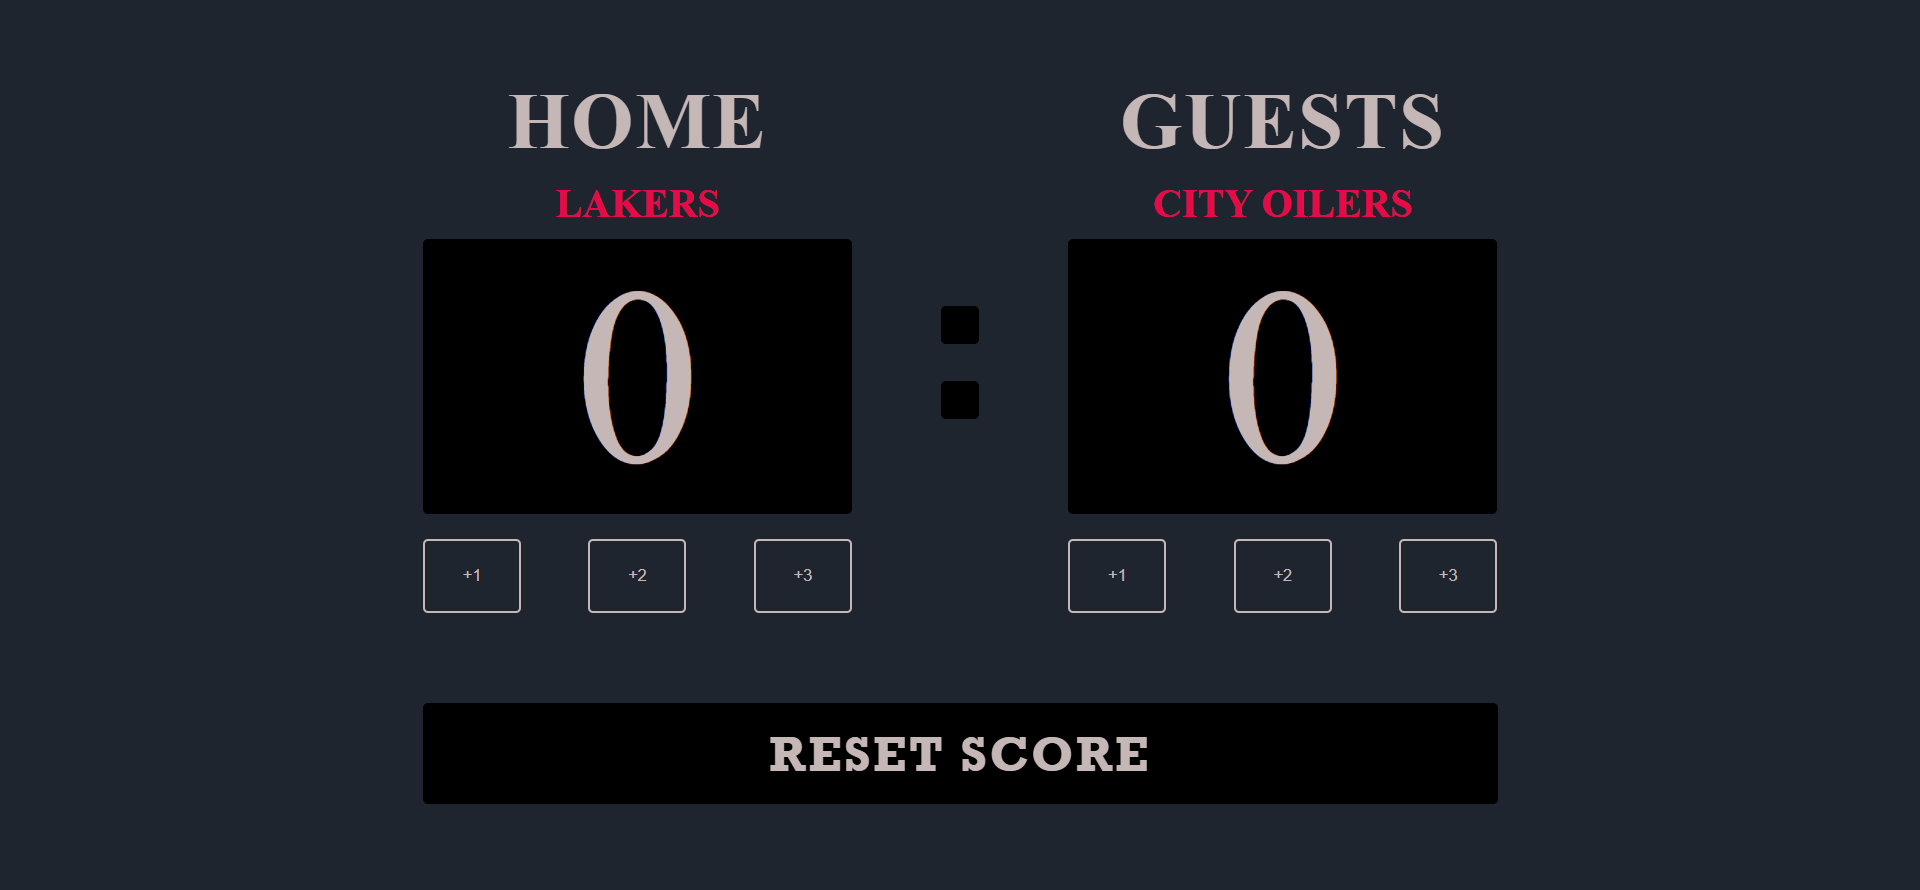 HOME
LAKERS
0
+1 +2 +3
:
GUESTS
CITY OILERS
0
+1 +2 +3
RESET SCORE